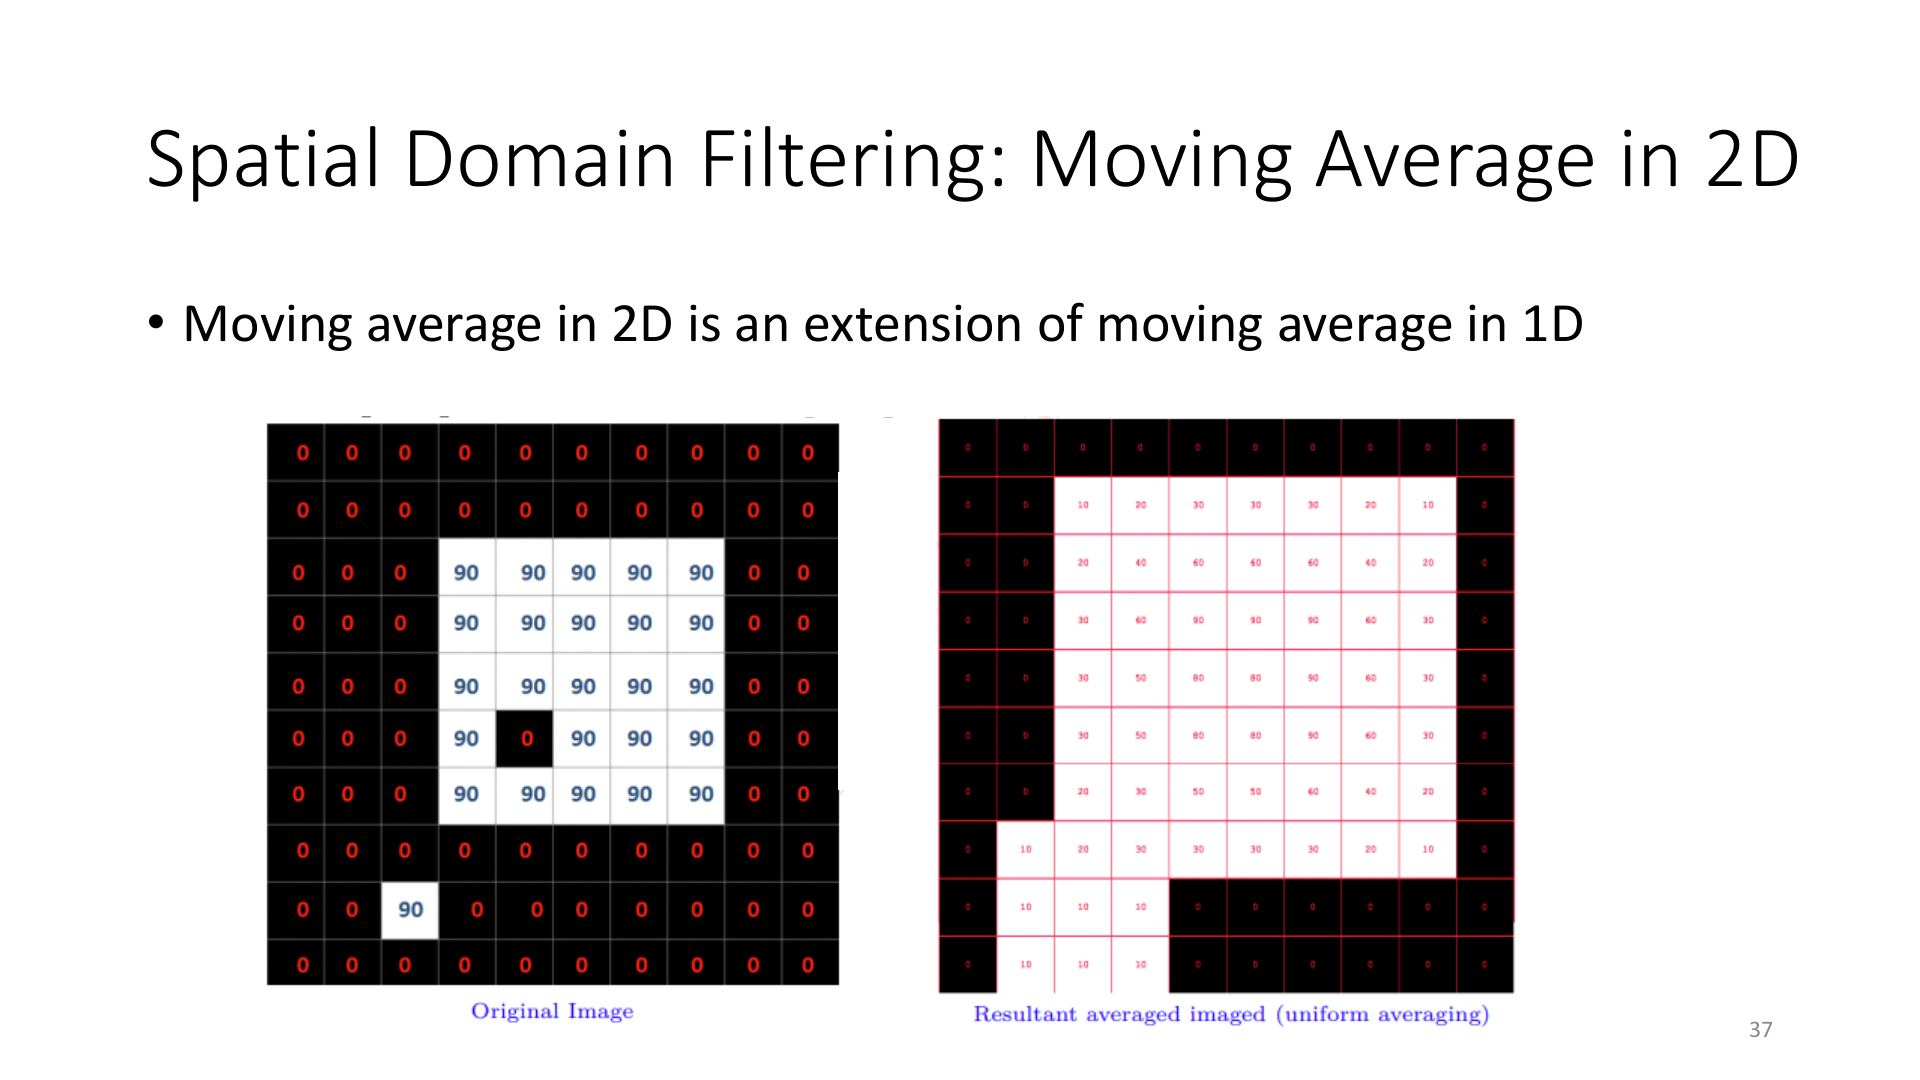 Spatial Domain Filtering: Moving Average in 2D
• Moving average in 2D is an extension of moving average in 1D
0 0 0 0 0 0 0 0 0 0
0 0 0 0 0 0 0 0 0 0
0 0 0 90 90 90 90 90 0 0
0 0 0 90 90 90 90 90 0 0
0 0 0 90 90 90 90 90 0 0
0 0 0 90 0 90 90 90 0 0
0 0 0 90 90 90 90 90 0 0
0 0 0 0 0 0 0 0 0 0
0 0 90 0 0 0 0 0 0 0
0 0 0 0 0 0 0 0 0 0
Original Image
0 0 0 0 0 0 0 0 0 0
0 0 10 20 30 30 30 20 10 0
0 0 20 40 60 60 60 40 20 0
0 0 30 60 90 90 90 60 30 0
0 0 30 50 80 80 90 60 30 0
0 0 30 50 80 80 90 60 30 0
0 0 20 30 50 50 60 40 20 0
0 10 20 30 30 30 30 20 10 0
0 10 10 10 0 0 0 0 0 0
0 10 10 10 0 0 0 0 0 0
Resultant averaged imaged (uniform averaging)
37